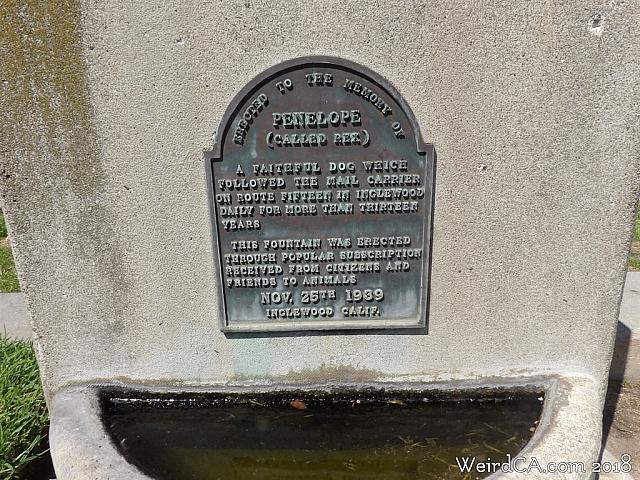 ERECTED TO THE MEMORY OF
PENELOPE
(CALLED REX)
A FAITHFUL DOG WHICH
FOLLOWED THE MAIL CARRIER
ON ROUTE FIFTEEN IN INGLEWOOD
DAILY FOR MORE THAN THIRTEEN
YEARS
THIS FOUNTAIN WAS ERECTED
THROUGH POPULAR SUBSCRIPTION
RECEIVED FROM CITIZENS AND
FRIENDS TO ANIMALS
NOV. 25TH 1939
INGLEWOOD CALIF.
WeirdCA.com 2018